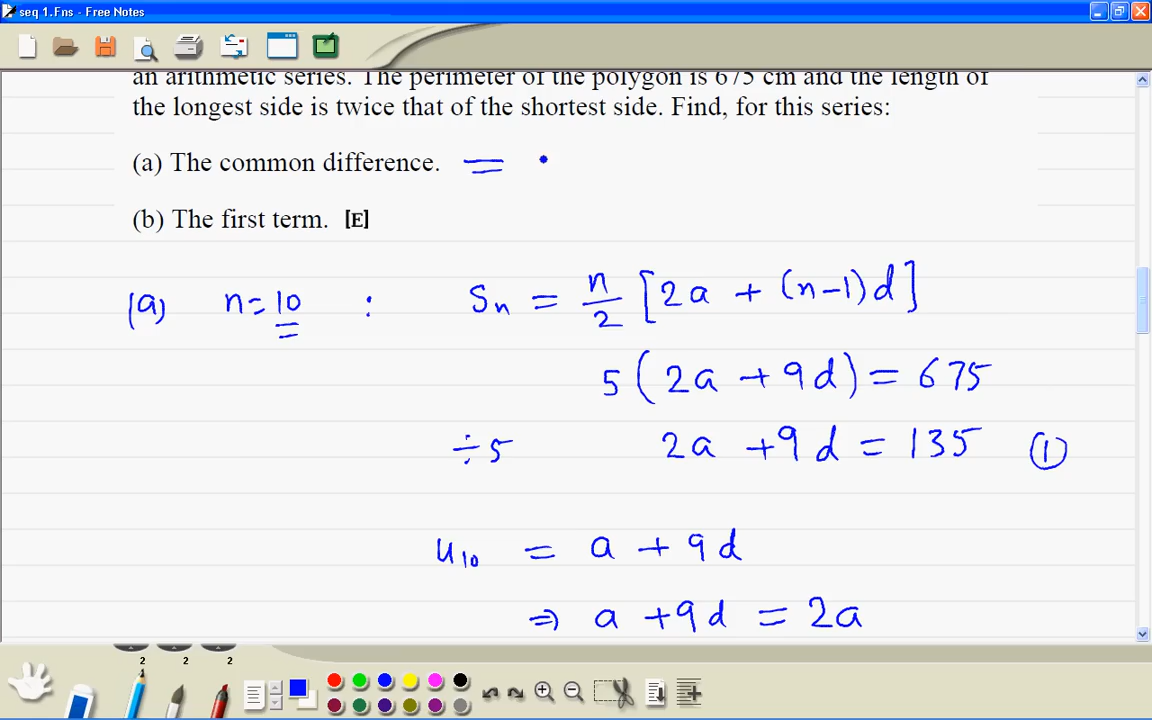 seq 1.Fns - Free Notes
an arithmetic series. The perimeter of the polygon is 675 cm and the length of
the longest side is twice that of the shortest side. Find, for this series:
(a) The common difference. =
(b) The first term. [E]
(a) n=10 : Sn = n/2 [2a + (n-1)d]
5(2a + 9d) = 675
÷5 2a + 9d = 135 ①
u10 = a + 9d
⇒ a + 9d = 2a
2 2 2